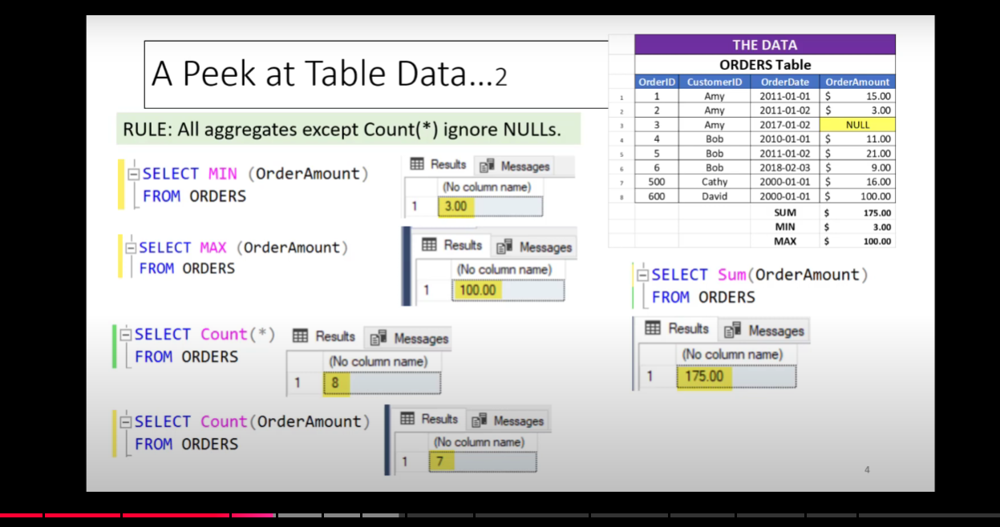 A Peek at Table Data...2
RULE: All aggregates except Count(*) ignore NULLs.
SELECT MIN (OrderAmount)
FROM ORDERS
Results Messages
(No column name)
1 3.00
SELECT MAX (OrderAmount)
FROM ORDERS
Results Messages
(No column name)
1 100.00
SELECT Count(*)
FROM ORDERS
Results Messages
(No column name)
1 8
SELECT Count(OrderAmount)
FROM ORDERS
Results Messages
(No column name)
1 7
THE DATA
ORDERS Table
OrderID CustomerID OrderDate OrderAmount
1 1 Amy 2011-01-01 $ 15.00
2 2 Amy 2011-01-02 $ 3.00
3 3 Amy 2017-01-02 NULL
4 4 Bob 2010-01-01 $ 11.00
5 5 Bob 2011-01-02 $ 21.00
6 6 Bob 2018-02-03 $ 9.00
7 500 Cathy 2000-01-01 $ 16.00
8 600 David 2000-01-01 $ 100.00
SUM $ 175.00
MIN $ 3.00
MAX $ 100.00
SELECT Sum(OrderAmount)
FROM ORDERS
Results Messages
(No column name)
1 175.00
4